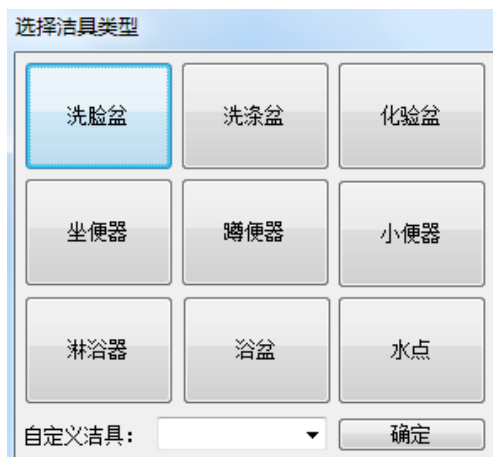 选择洁具类型
洗脸盆 洗涤盆 化验盆
坐便器 蹲便器 小便器
淋浴器 浴盆 水点
自定义洁具： 确定